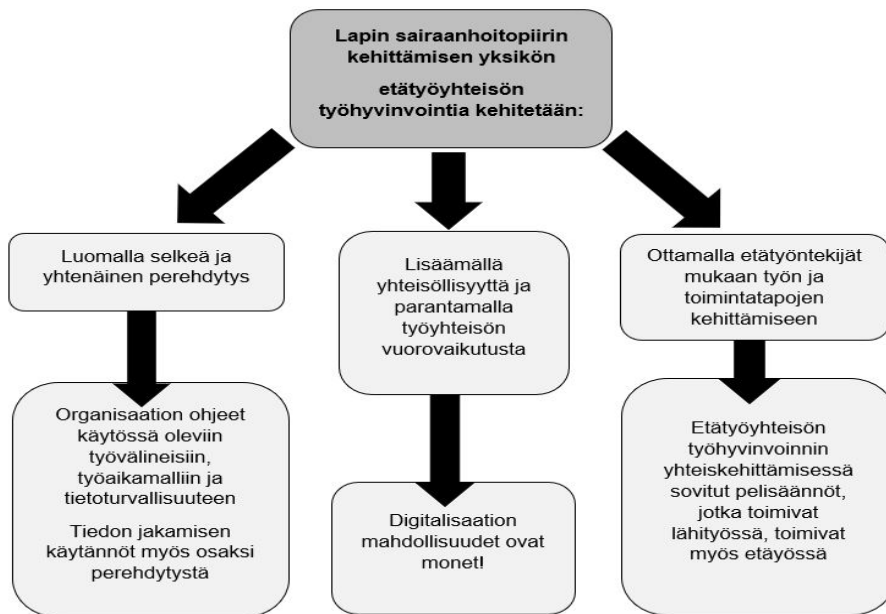 Lapin sairaanhoitopiirin
kehittämisen yksikön
etätyöyhteisön
työhyvinvointia kehitetään:
Luomalla selkeä ja
yhtenäinen perehdytys
Lisäämällä
yhteisöllisyyttä ja
parantamalla
työyhteisön
vuorovaikutusta
Ottamalla etätyöntekijät
mukaan työn ja
toimintatapojen
kehittämiseen
Organisaation ohjeet
käytössä oleviin
työvälineisiin,
työaikamalliin ja
tietoturvallisuuteen
Tiedon jakamisen
käytännöt myös osaksi
perehdytystä
Digitalisaation
mahdollisuudet ovat
monet!
Etätyöyhteisön
työhyvinvoinnin
yhteiskehittämisessä
sovitut pelisäännöt,
jotka toimivat
lähityössä, toimivat
myös etäyössä